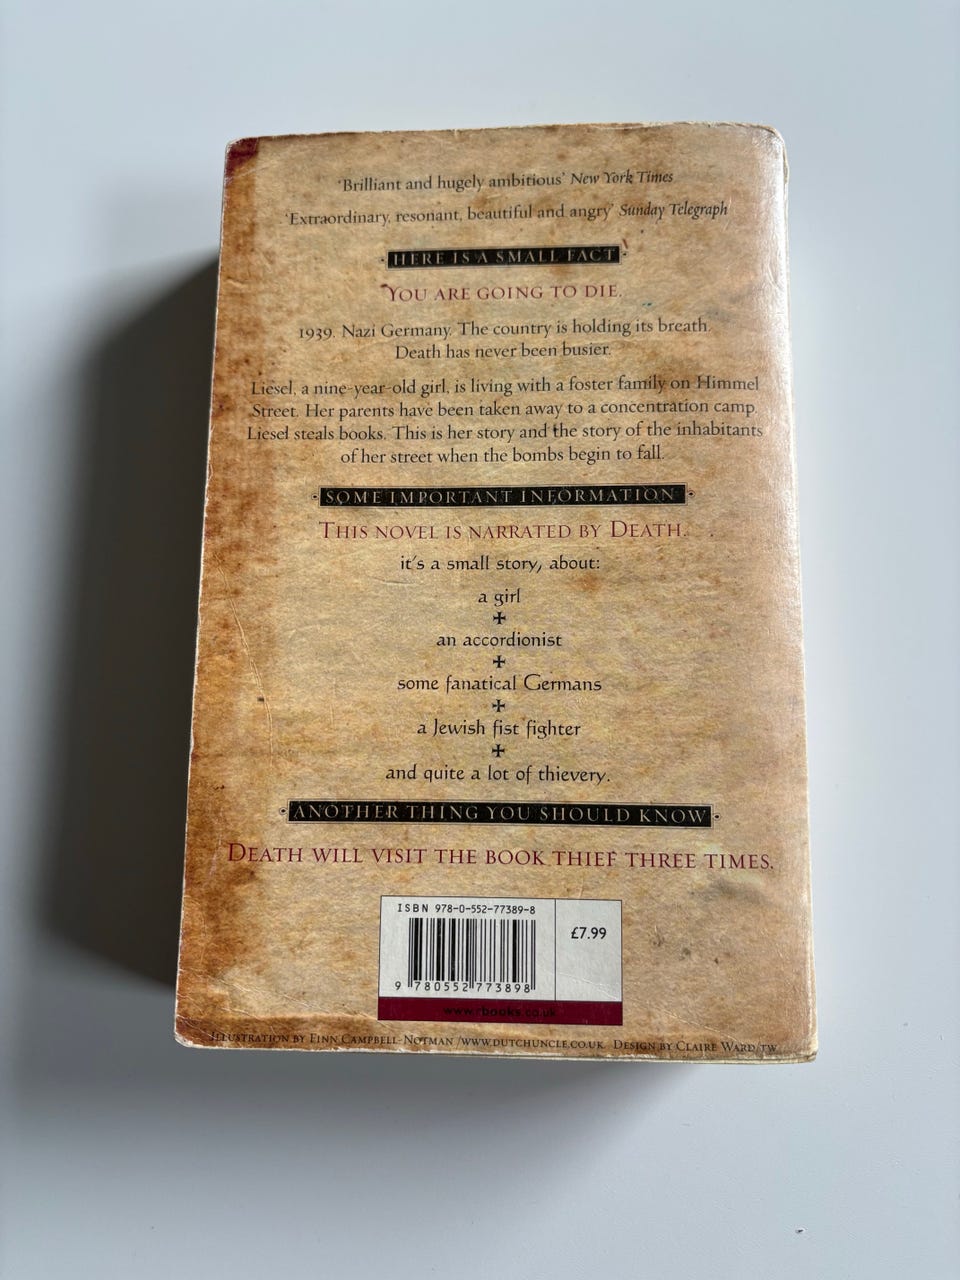 'Brilliant and hugely ambitious' New York Times
'Extraordinary, resonant, beautiful and angry' Sunday Telegraph
HERE IS A SMALL FACT
YOU ARE GOING TO DIE.
1939. Nazi Germany. The country is holding its breath.
Death has never been busier.
Liesel, a nine-year-old girl, is living with a foster family on Himmel
Street. Her parents have been taken away to a concentration camp.
Liesel steals books. This is her story and the story of the inhabitants
of her street when the bombs begin to fall.
SOME IMPORTANT INFORMATION
THIS NOVEL IS NARRATED BY DEATH.
it's a small story, about:
a girl
an accordionist
some fanatical Germans
a Jewish fist fighter
and quite a lot of thievery.
ANOTHER THING YOU SHOULD KNOW
DEATH WILL VISIT THE BOOK THIEF THREE TIMES.
ISBN 978-0-552-77389-8
£7.99
9 780552 773898
www.rbooks.co.uk
ILLUSTRATION BY FINN CAMPBELL-NOTMAN /WWW.DUTCHUNCLE.CO.UK. DESIGN BY CLAIRE WARD/TW